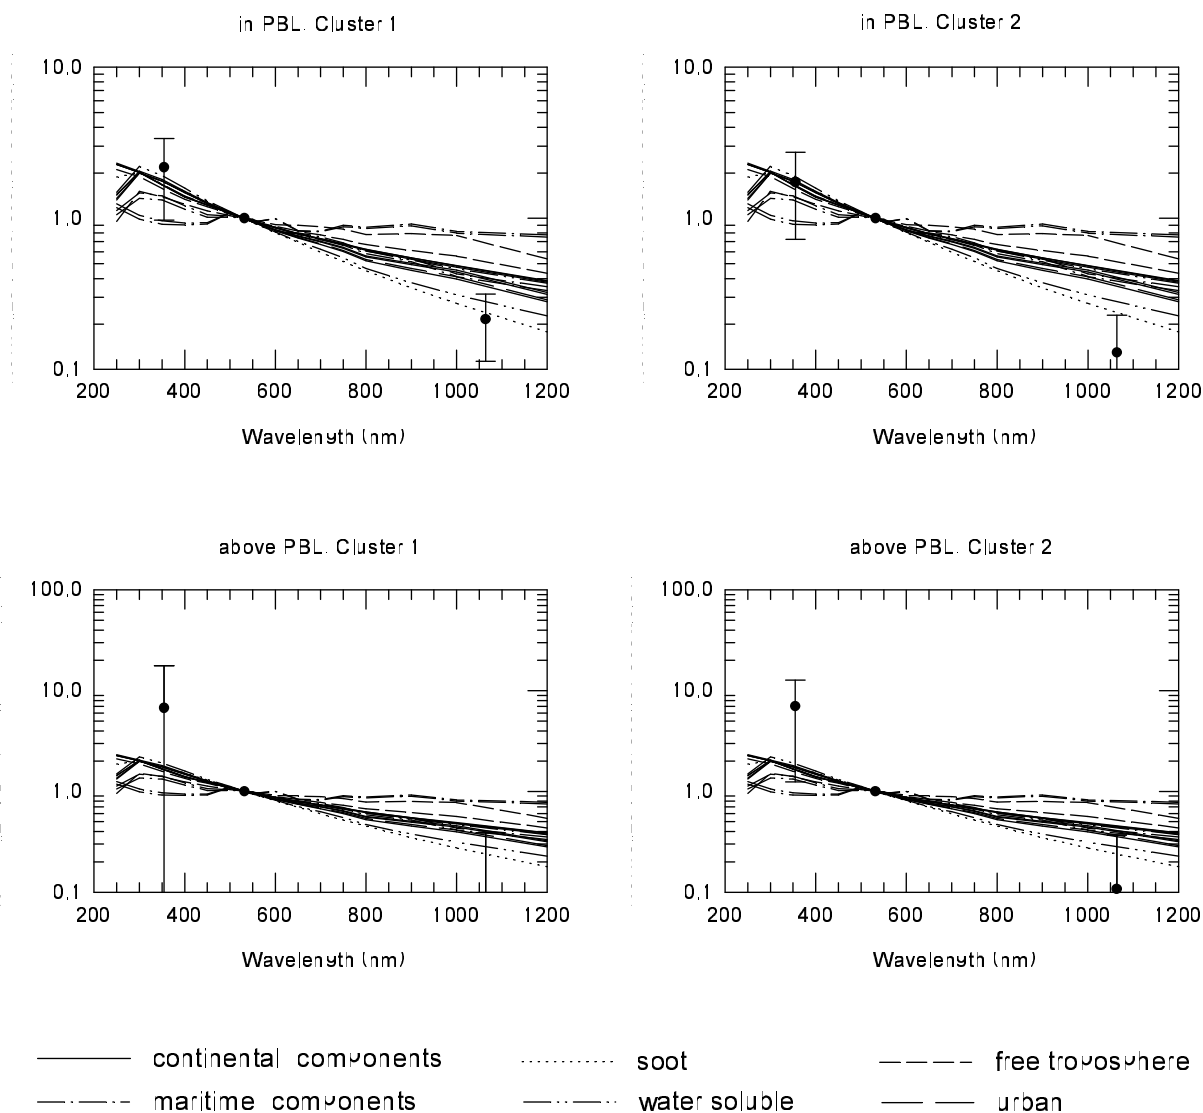 in PBL. Cluster 1
in PBL. Cluster 2
10.0
1.0
0.1
200 400 600 800 1000 1200
Wavelength (nm)
10.0
1.0
0.1
200 400 600 800 1000 1200
Wavelength (nm)
above PBL. Cluster 1
above PBL. Cluster 2
100.0
10.0
1.0
0.1
200 400 600 800 1000 1200
Wavelength (nm)
100.0
10.0
1.0
0.1
200 400 600 800 1000 1200
Wavelength (nm)
continental components
soot
free troposphere
maritime components
water soluble
urban